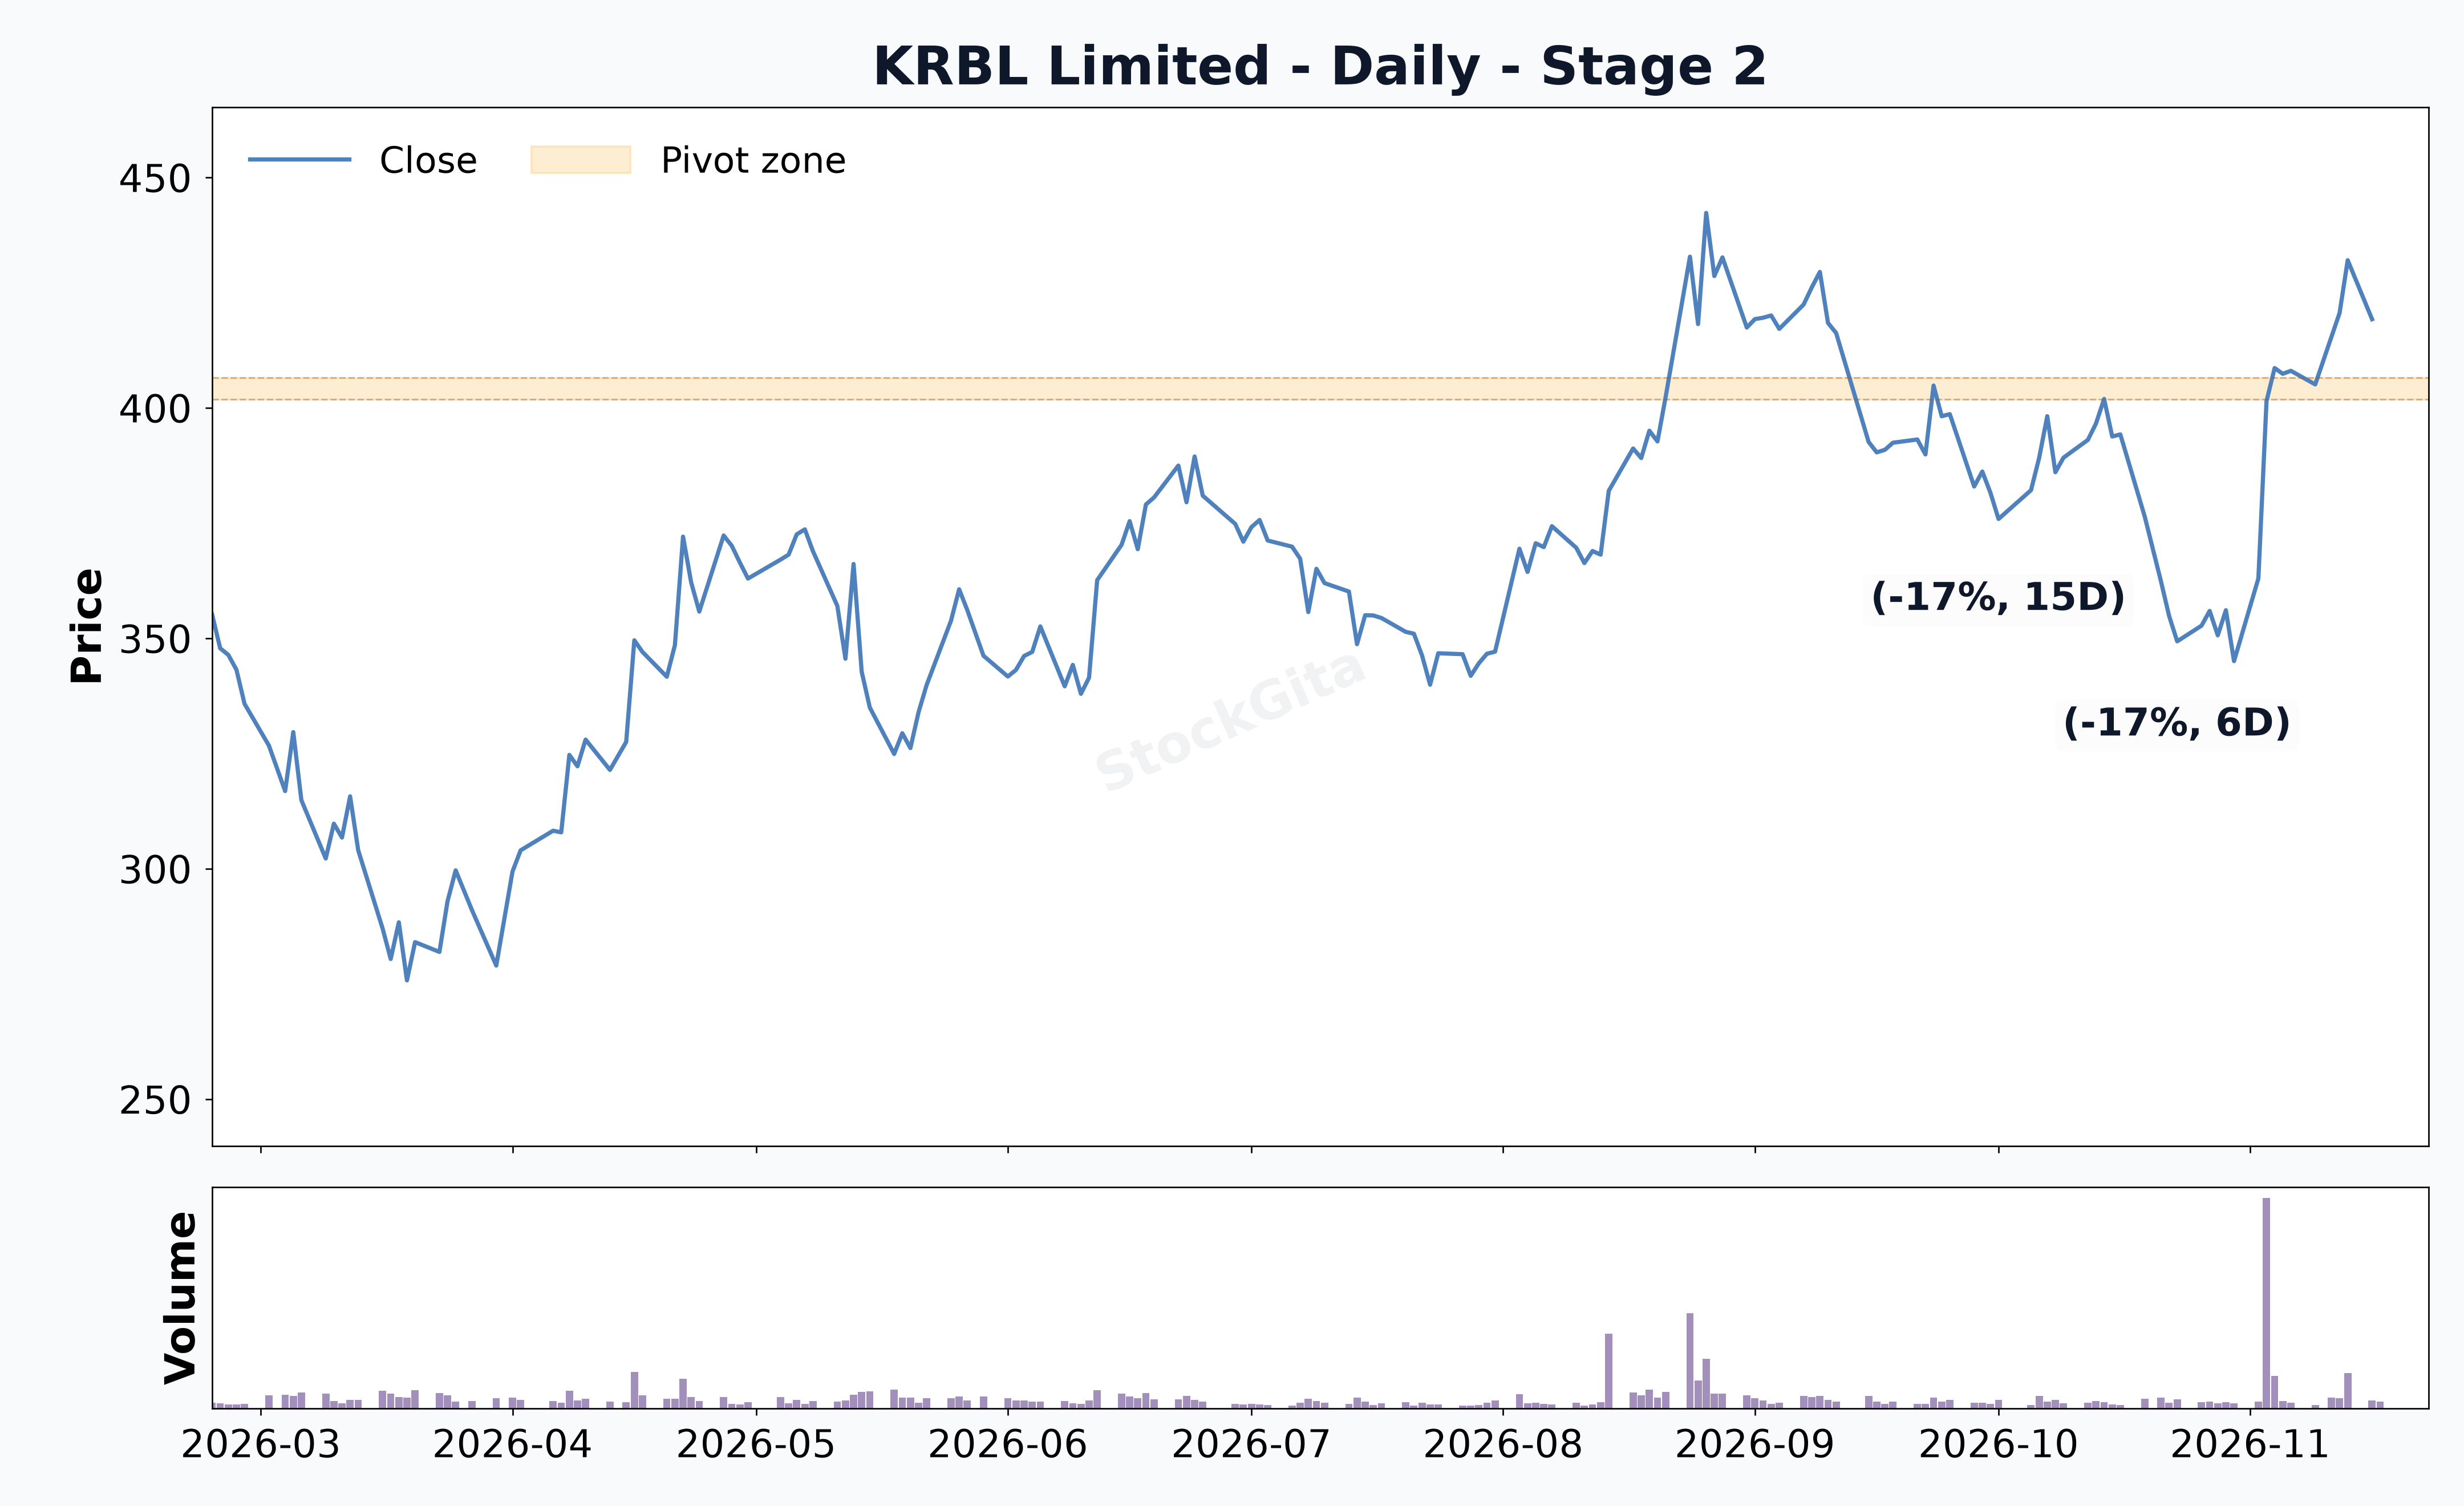 KRBL Limited - Daily - Stage 2
Close
Pivot zone
450
400
350
300
250
Price
(-17%, 15D)
(-17%, 6D)
StockGita
Volume
2026-03
2026-04
2026-05
2026-06
2026-07
2026-08
2026-09
2026-10
2026-11